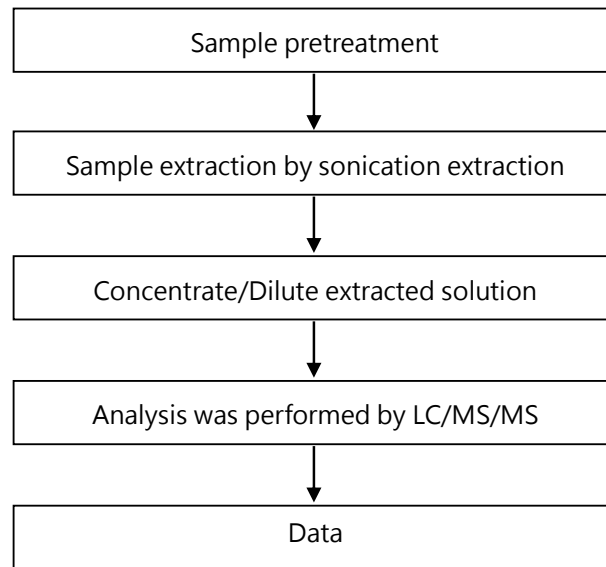 Sample pretreatment
Sample extraction by sonication extraction
Concentrate/Dilute extracted solution
Analysis was performed by LC/MS/MS
Data